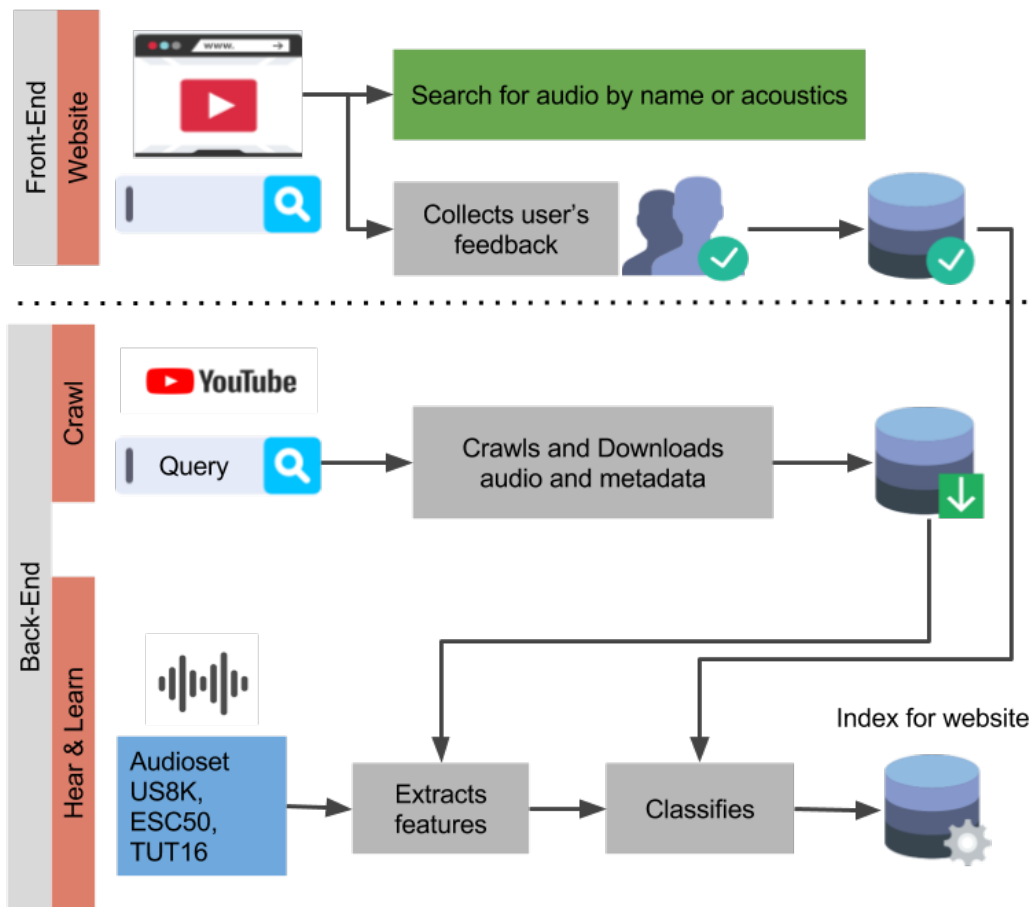 Front-End
Website
www.
Search for audio by name or acoustics
Collects user's
feedback
Back-End
Crawl
YouTube
Query
Crawls and Downloads
audio and metadata
Hear & Learn
Audioset
US8K,
ESC50,
TUT16
Extracts
features
Classifies
Index for website